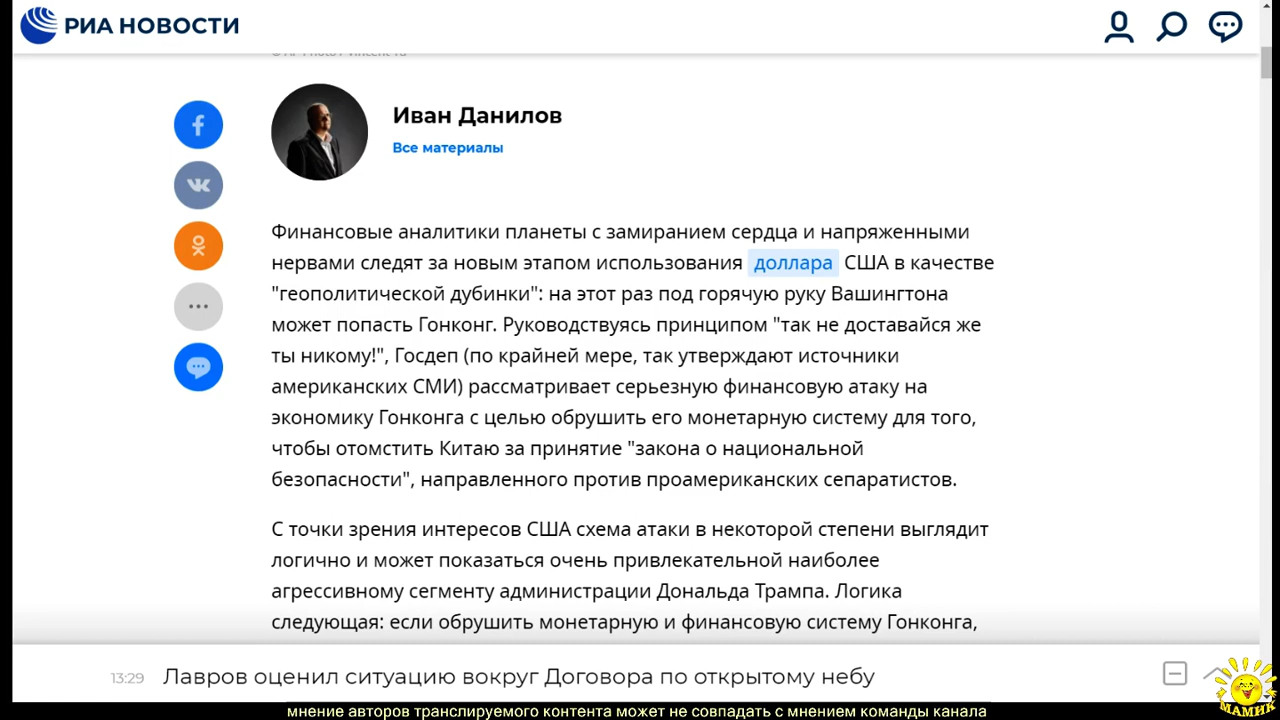 РИА НОВОСТИ
Иван Данилов
Все материалы
Финансовые аналитики планеты с замиранием сердца и напряженными
нервами следят за новым этапом использования доллара США в качестве
"геополитической дубинки": на этот раз под горячую руку Вашингтона
может попасть Гонконг. Руководствуясь принципом "так не доставайся же
ты никому!", Госдеп (по крайней мере, так утверждают источники
американских СМИ) рассматривает серьезную финансовую атаку на
экономику Гонконга с целью обрушить его монетарную систему для того,
чтобы отомстить Китаю за принятие "закона о национальной
безопасности", направленного против проамериканских сепаратистов.
С точки зрения интересов США схема атаки в некоторой степени выглядит
логично и может показаться очень привлекательной наиболее
агрессивному сегменту администрации Дональда Трампа. Логика
следующая: если обрушить монетарную и финансовую систему Гонконга,
13:29 Лавров оценил ситуацию вокруг Договора по открытому небу
МАМИК
мнение авторов транслируемого контента может не совпадать с мнением команды канала